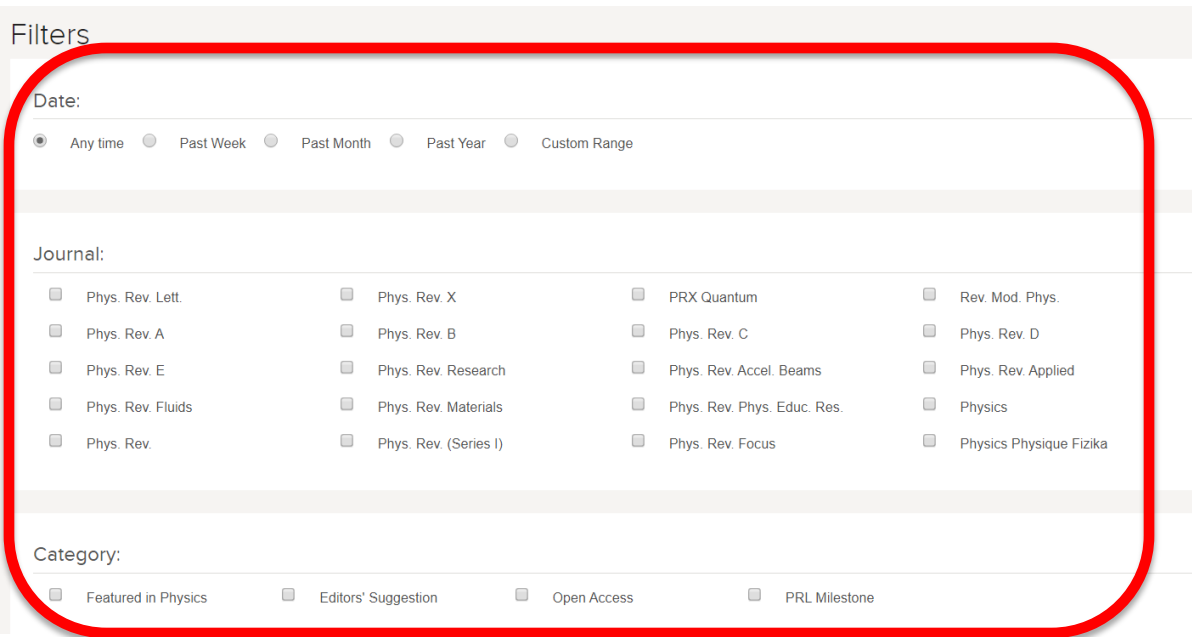 Filters
Date:
Any time Past Week Past Month Past Year Custom Range
Journal:
Phys. Rev. Lett. Phys. Rev. X PRX Quantum Rev. Mod. Phys.
Phys. Rev. A Phys. Rev. B Phys. Rev. C Phys. Rev. D
Phys. Rev. E Phys. Rev. Research Phys. Rev. Accel. Beams Phys. Rev. Applied
Phys. Rev. Fluids Phys. Rev. Materials Phys. Rev. Phys. Educ. Res. Physics
Phys. Rev. Phys. Rev. (Series I) Phys. Rev. Focus Physics Physique Fizika
Category:
Featured in Physics Editors' Suggestion Open Access PRL Milestone